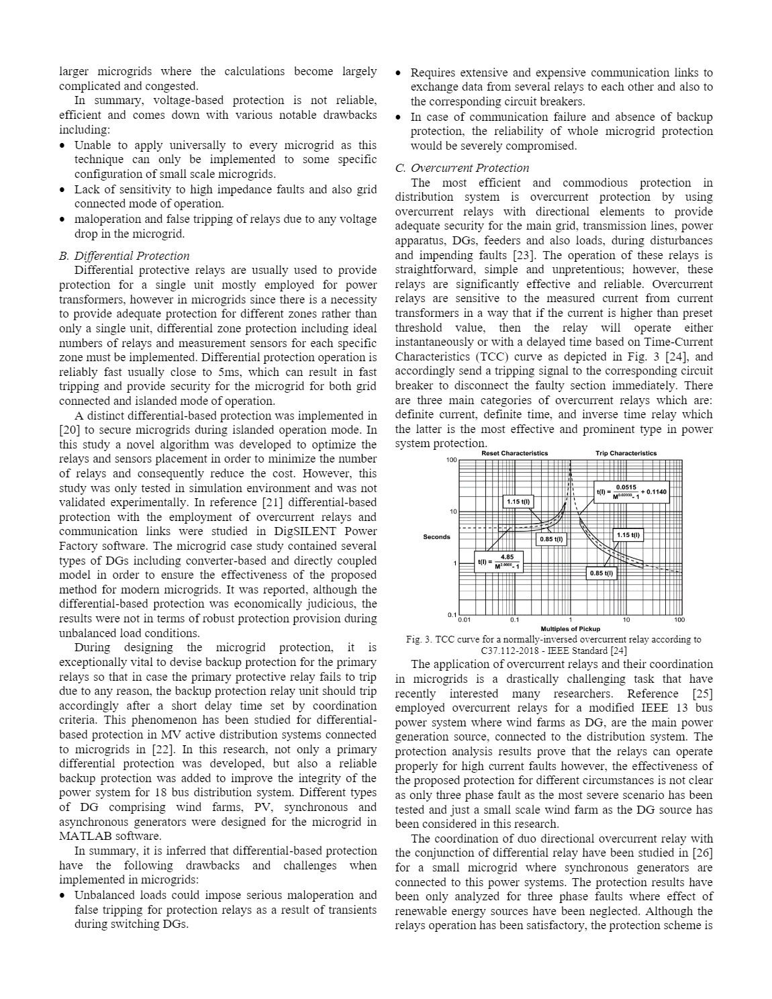 larger microgrids where the calculations become largely
complicated and congested.
In summary, voltage-based protection is not reliable,
efficient and comes down with various notable drawbacks
including:
• Unable to apply universally to every microgrid as this
technique can only be implemented to some specific
configuration of small scale microgrids.
• Lack of sensitivity to high impedance faults and also grid
connected mode of operation.
• maloperation and false tripping of relays due to any voltage
drop in the microgrid.
B. Differential Protection
Differential protective relays are usually used to provide
protection for a single unit mostly employed for power
transformers, however in microgrids since there is a necessity
to provide adequate protection for different zones rather than
only a single unit, differential zone protection including ideal
numbers of relays and measurement sensors for each specific
zone must be implemented. Differential protection operation is
reliably fast usually close to 5ms, which can result in fast
tripping and provide security for the microgrid for both grid
connected and islanded mode of operation.
A distinct differential-based protection was implemented in
[20] to secure microgrids during islanded operation mode. In
this study a novel algorithm was developed to optimize the
relays and sensors placement in order to minimize the number
of relays and consequently reduce the cost. However, this
study was only tested in simulation environment and was not
validated experimentally. In reference [21] differential-based
protection with the employment of overcurrent relays and
communication links were studied in DigSILENT Power
Factory software. The microgrid case study contained several
types of DGs including converter-based and directly coupled
model in order to ensure the effectiveness of the proposed
method for modern microgrids. It was reported, although the
differential-based protection was economically judicious, the
results were not in terms of robust protection provision during
unbalanced load conditions.
During designing the microgrid protection, it is
exceptionally vital to devise backup protection for the primary
relays so that in case the primary protective relay fails to trip
due to any reason, the backup protection relay unit should trip
accordingly after a short delay time set by coordination
criteria. This phenomenon has been studied for differential-
based protection in MV active distribution systems connected
to microgrids in [22]. In this research, not only a primary
differential protection was developed, but also a reliable
backup protection was added to improve the integrity of the
power system for 18 bus distribution system. Different types
of DG comprising wind farms, PV, synchronous and
asynchronous generators were designed for the microgrid in
MATLAB software.
In summary, it is inferred that differential-based protection
have the following drawbacks and challenges when
implemented in microgrids:
• Unbalanced loads could impose serious maloperation and
false tripping for protection relays as a result of transients
during switching DGs.
• Requires extensive and expensive communication links to
exchange data from several relays to each other and also to
the corresponding circuit breakers.
• In case of communication failure and absence of backup
protection, the reliability of whole microgrid protection
would be severely compromised.
C. Overcurrent Protection
The most efficient and commodious protection in
distribution system is overcurrent protection by using
overcurrent relays with directional elements to provide
adequate security for the main grid, transmission lines, power
apparatus, DGs, feeders and also loads, during disturbances
and impending faults [23]. The operation of these relays is
straightforward, simple and unpretentious; however, these
relays are significantly effective and reliable. Overcurrent
relays are sensitive to the measured current from current
transformers in a way that if the current is higher than preset
threshold value, then the relay will operate either
instantaneously or with a delayed time based on Time-Current
Characteristics (TCC) curve as depicted in Fig. 3 [24], and
accordingly send a tripping signal to the corresponding circuit
breaker to disconnect the faulty section immediately. There
are three main categories of overcurrent relays which are:
definite current, definite time, and inverse time relay which
the latter is the most effective and prominent type in power
system protection.
Reset Characteristics Trip Characteristics
100
t(I) = 0.0515 / M^0.02000 - 1 + 0.1140
1.15 t(I)
10
Seconds
0.85 t(I)
1.15 t(I)
t(I) = 4.85 / M^2.0000 - 1
1
0.85 t(I)
0.1
0.01 0.1 1 10 100
Multiples of Pickup
Fig. 3. TCC curve for a normally-inversed overcurrent relay according to
C37.112-2018 - IEEE Standard [24]
The application of overcurrent relays and their coordination
in microgrids is a drastically challenging task that have
recently interested many researchers. Reference [25]
employed overcurrent relays for a modified IEEE 13 bus
power system where wind farms as DG, are the main power
generation source, connected to the distribution system. The
protection analysis results prove that the relays can operate
properly for high current faults however, the effectiveness of
the proposed protection for different circumstances is not clear
as only three phase fault as the most severe scenario has been
tested and just a small scale wind farm as the DG source has
been considered in this research.
The coordination of duo directional overcurrent relay with
the conjunction of differential relay have been studied in [26]
for a small microgrid where synchronous generators are
connected to this power systems. The protection results have
been only analyzed for three phase faults where effect of
renewable energy sources have been neglected. Although the
relays operation has been satisfactory, the protection scheme is